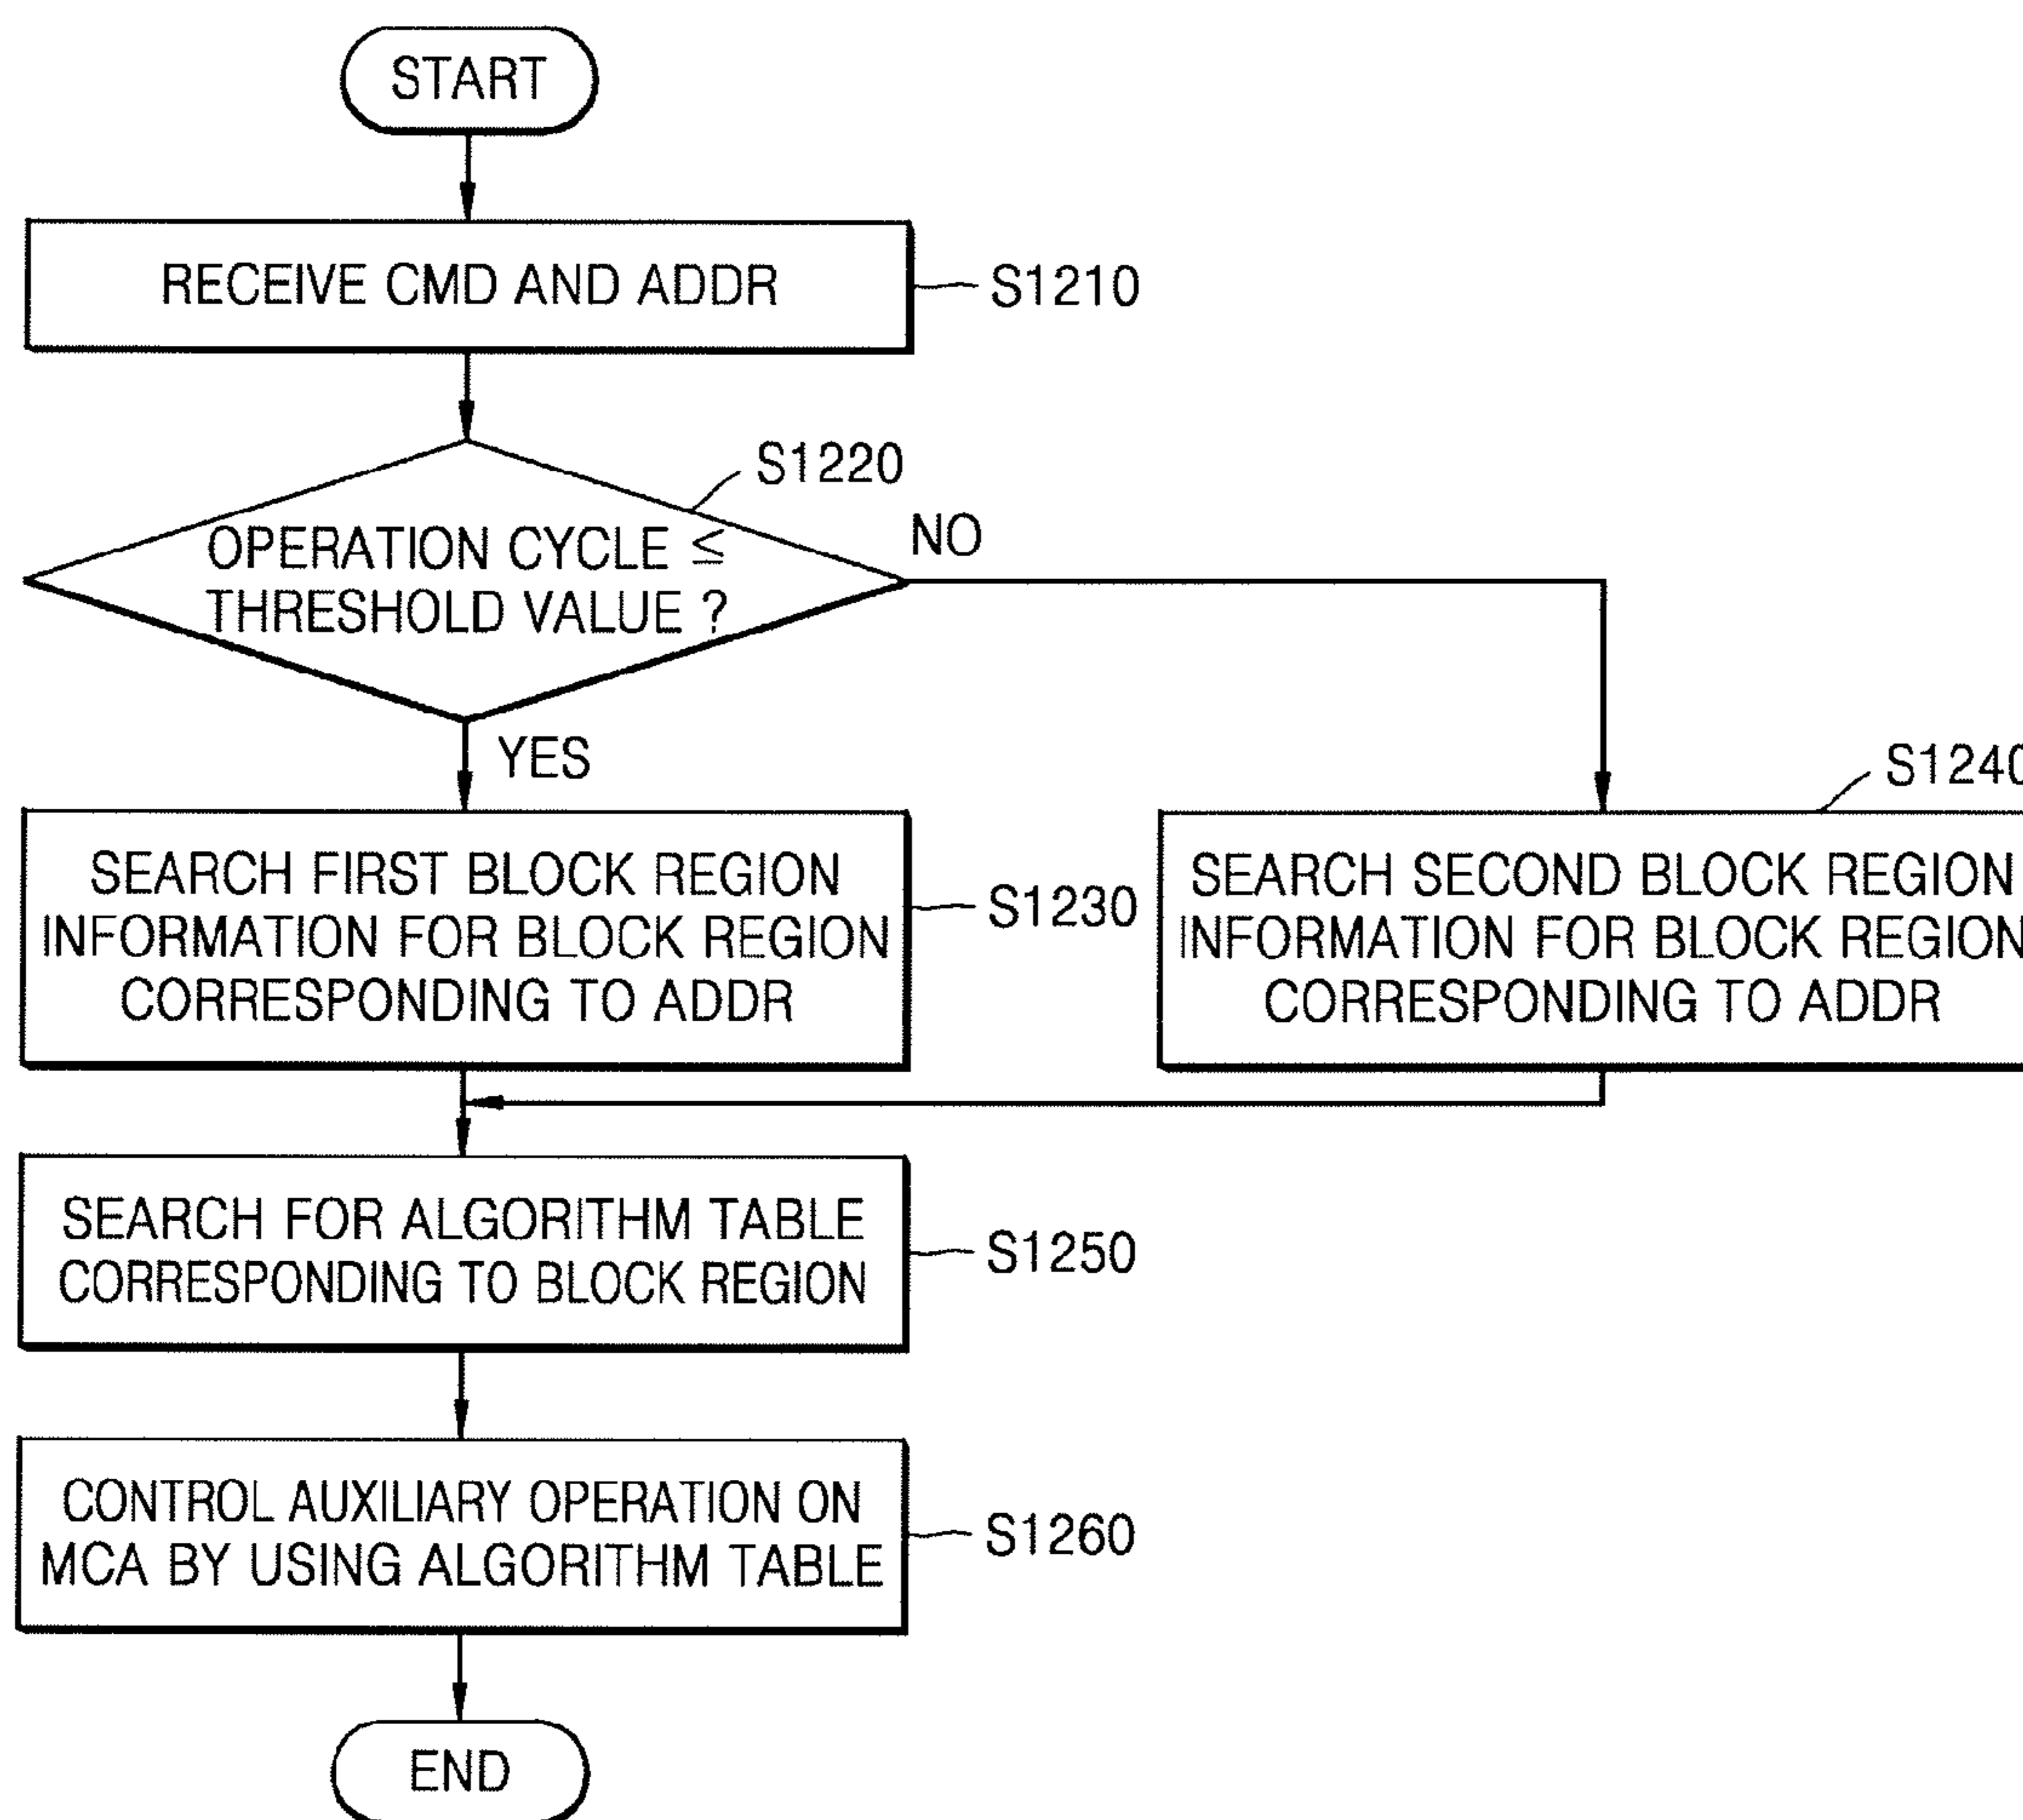 START
RECEIVE CMD AND ADDR
S1210
S1220
OPERATION CYCLE ≤
THRESHOLD VALUE ?
NO
YES
S1240
SEARCH FIRST BLOCK REGION
INFORMATION FOR BLOCK REGION
CORRESPONDING TO ADDR
S1230
SEARCH SECOND BLOCK REGION
INFORMATION FOR BLOCK REGION
CORRESPONDING TO ADDR
SEARCH FOR ALGORITHM TABLE
CORRESPONDING TO BLOCK REGION
S1250
CONTROL AUXILIARY OPERATION ON
MCA BY USING ALGORITHM TABLE
S1260
END